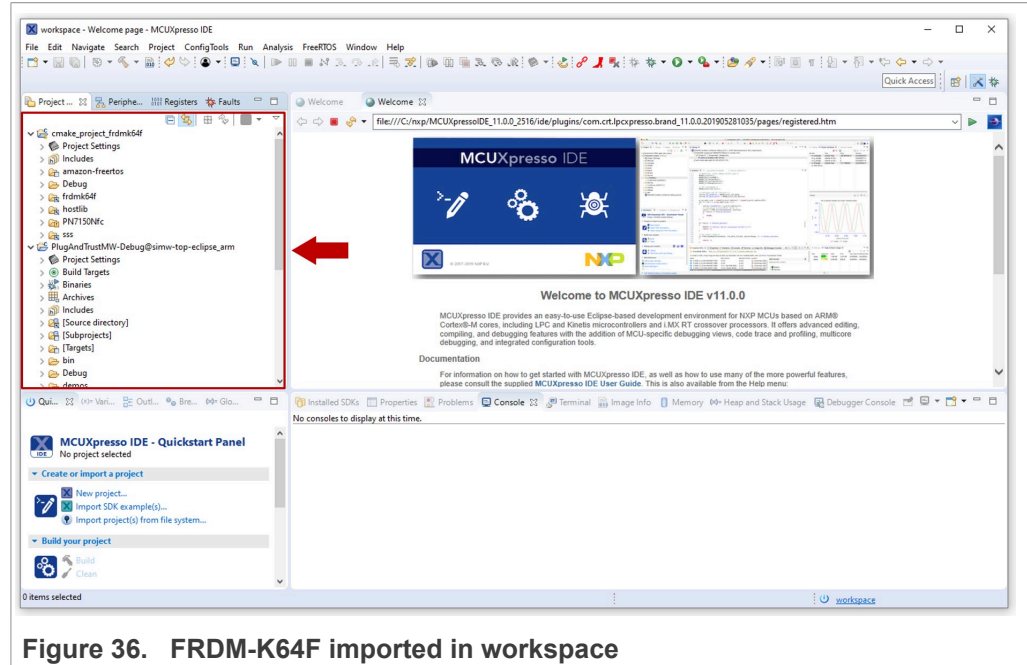 workspace - Welcome page - MCUXpresso IDE
File Edit Navigate Search Project ConfigTools Run Analysis FreeRTOS Window Help
Quick Access
Project ... Periphe... Registers Faults
Welcome Welcome
file:///C:/nxp/MCUXpressoIDE_11.0.0_2516/ide/plugins/com.crt.lpcxpresso.brand_11.0.0.201905281035/pages/registered.htm
cmake_project_frdmk64f
Project Settings
Includes
amazon-freertos
Debug
frdmk64f
hostlib
PN7150Nfc
sss
PlugAndTrustMW-Debug@simw-top-eclipse_arm
Project Settings
Build Targets
Binaries
Archives
Includes
[Source directory]
[Subprojects]
[Targets]
bin
Debug
demos
MCUXpresso IDE
NXP
Welcome to MCUXpresso IDE v11.0.0
MCUXpresso IDE provides an easy-to-use Eclipse-based development environment for NXP MCUs based on ARM®
Cortex®-M cores, including LPC and Kinetis microcontrollers and i.MX RT crossover processors. It offers advanced editing,
compiling, and debugging features with the addition of MCU-specific debugging views, code trace and profiling, multicore
debugging, and integrated configuration tools.
Documentation
For information on how to get started with MCUXpresso IDE, as well as how to use many of the more powerful features,
please consult the supplied MCUXpresso IDE User Guide. This is also available from the Help menu:
Qui... Vari... Outl... Bre... Glo...
MCUXpresso IDE - Quickstart Panel
IDE No project selected
Create or import a project
New project...
Import SDK example(s)...
Import project(s) from file system...
Build your project
Build
Clean
Installed SDKs Properties Problems Console Terminal Image Info Memory Heap and Stack Usage Debugger Console
No consoles to display at this time.
0 items selected
workspace
Figure 36. FRDM-K64F imported in workspace